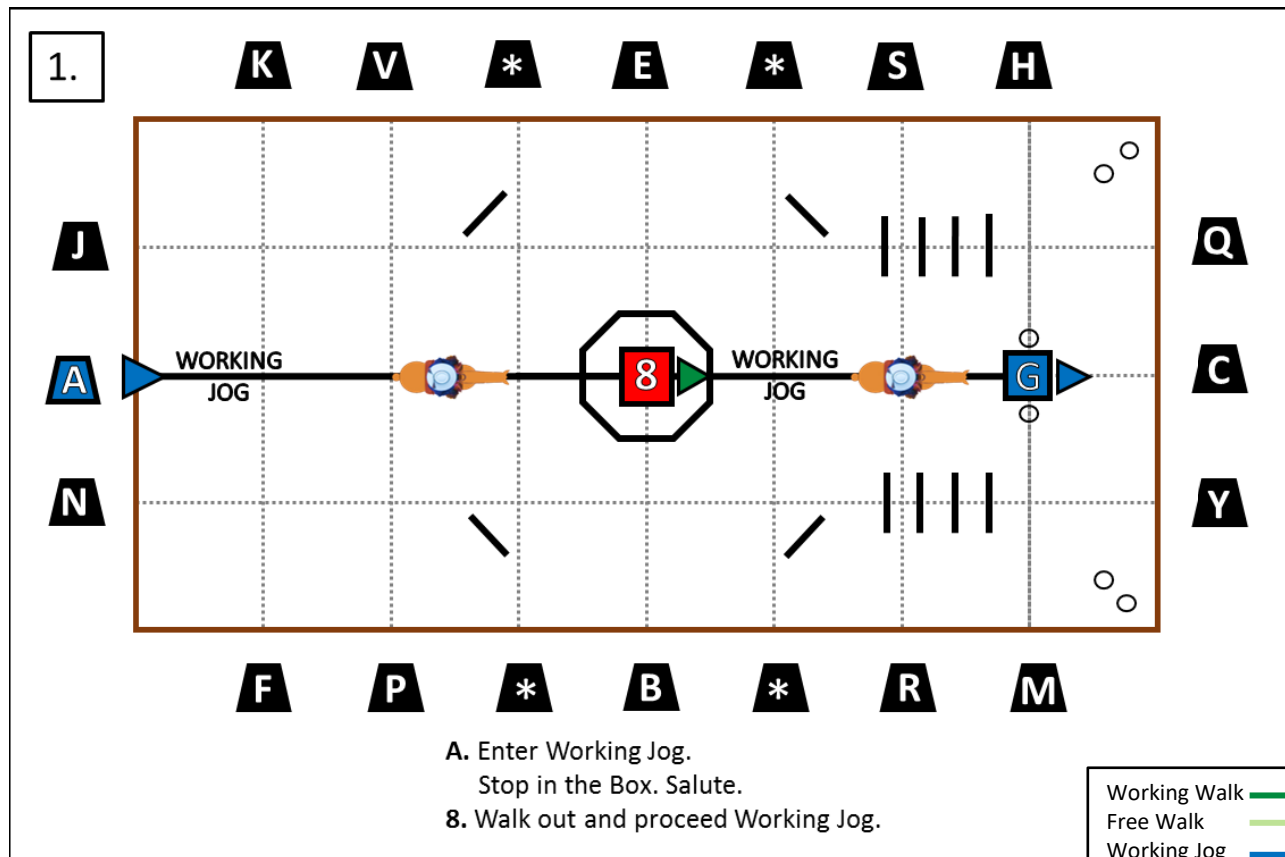 1.
K V * E * S H
J Q
WORKING WORKING
A 8 G C
JOG JOG
N Y
F P * B * R M
A. Enter Working Jog.
Stop in the Box. Salute.
8. Walk out and proceed Working Jog.
Working Walk
Free Walk
Working Jog